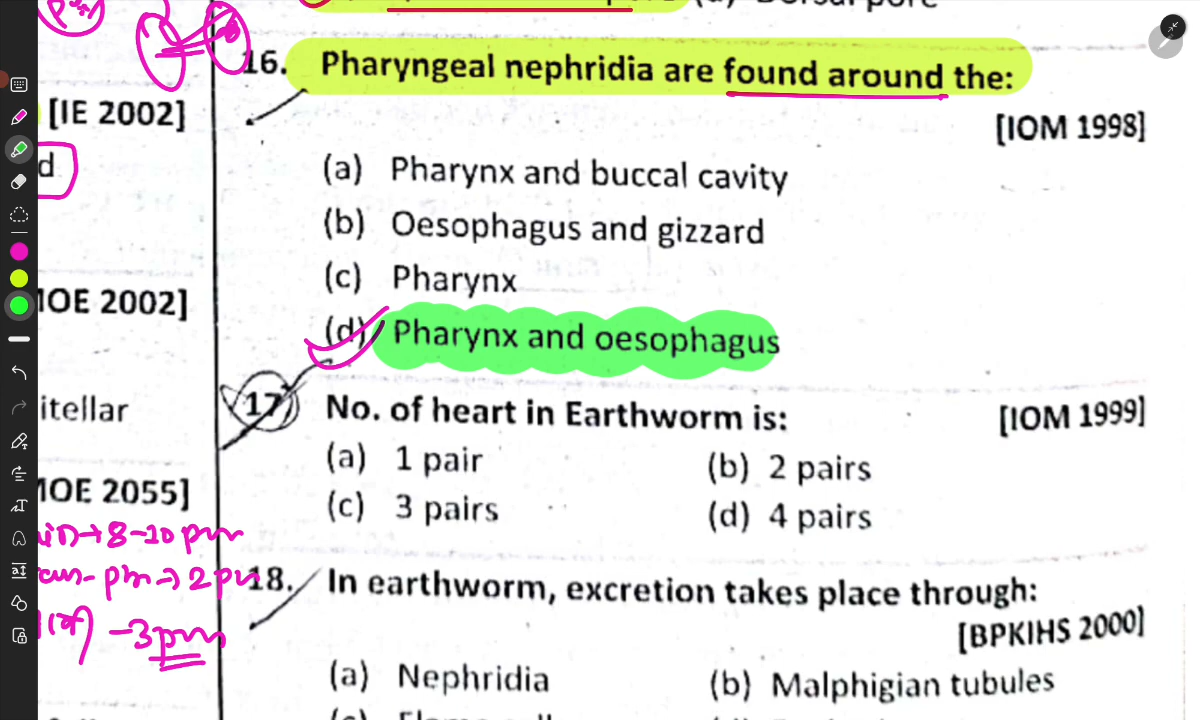 [IE 2002]
d
IOE 2002]
itellar
IOE 2055]
→ 8-10 pm
→ 2 pm
-3pm
16. Pharyngeal nephridia are found around the:
[IOM 1998]
(a) Pharynx and buccal cavity
(b) Oesophagus and gizzard
(c) Pharynx
(d) Pharynx and oesophagus
17. No. of heart in Earthworm is: [IOM 1999]
(a) 1 pair (b) 2 pairs
(c) 3 pairs (d) 4 pairs
18. In earthworm, excretion takes place through:
[BPKIHS 2000]
(a) Nephridia (b) Malphigian tubules